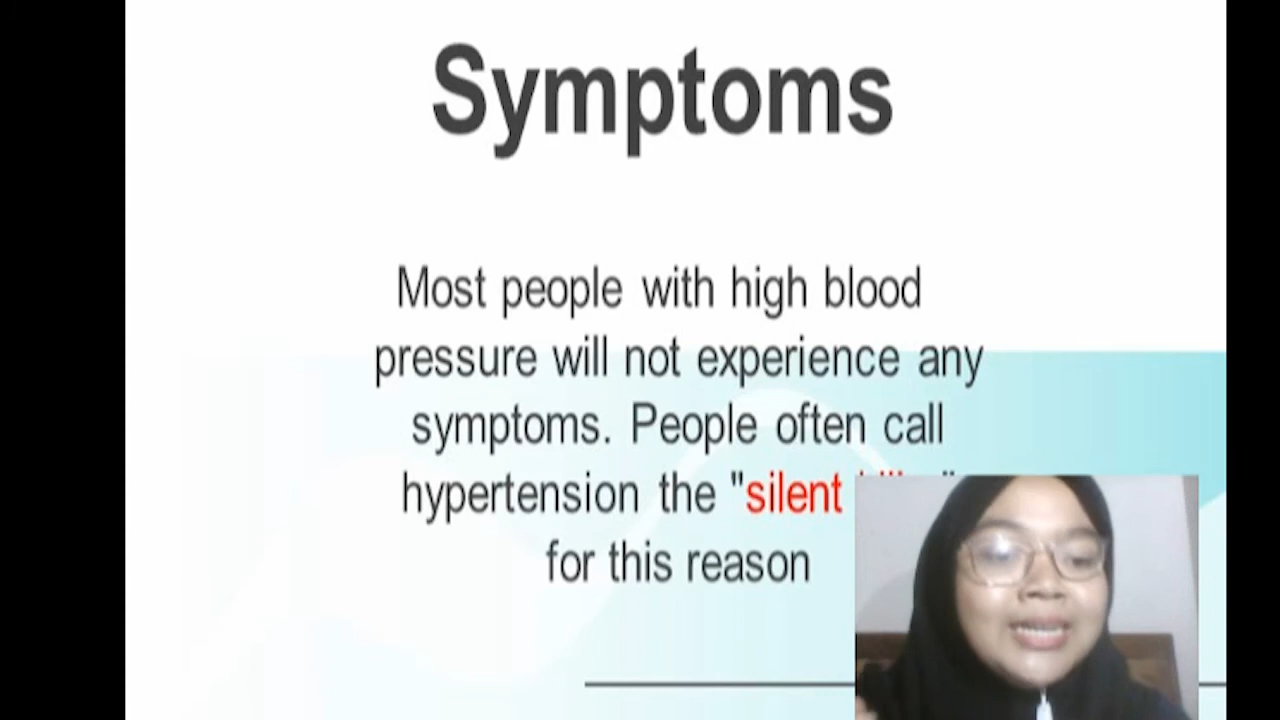 Symptoms
Most people with high blood
pressure will not experience any
symptoms. People often call
hypertension the "silent
for this reason